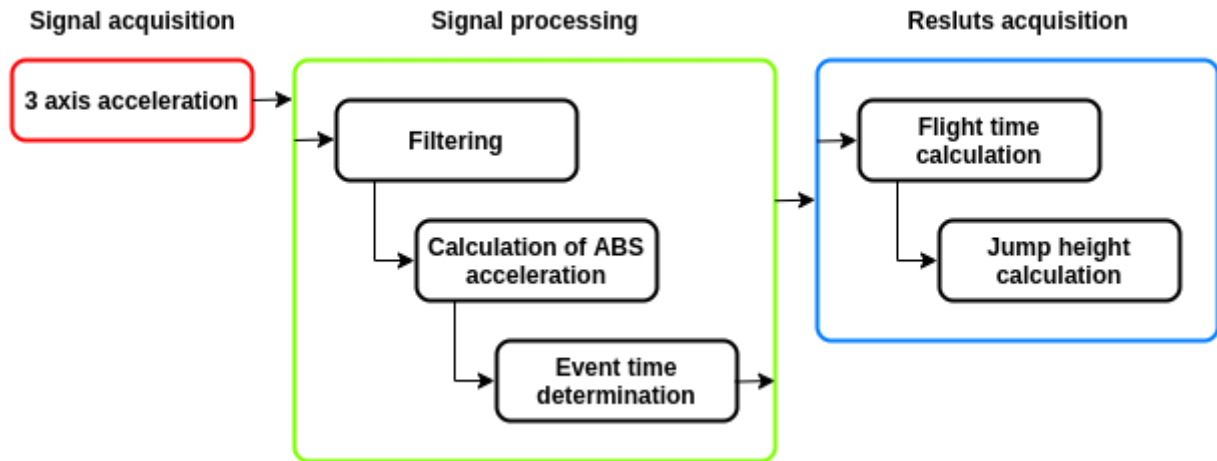 Signal acquisition
Signal processing
Resluts acquisition
3 axis acceleration
Filtering
Calculation of ABS
acceleration
Event time
determination
Flight time
calculation
Jump height
calculation